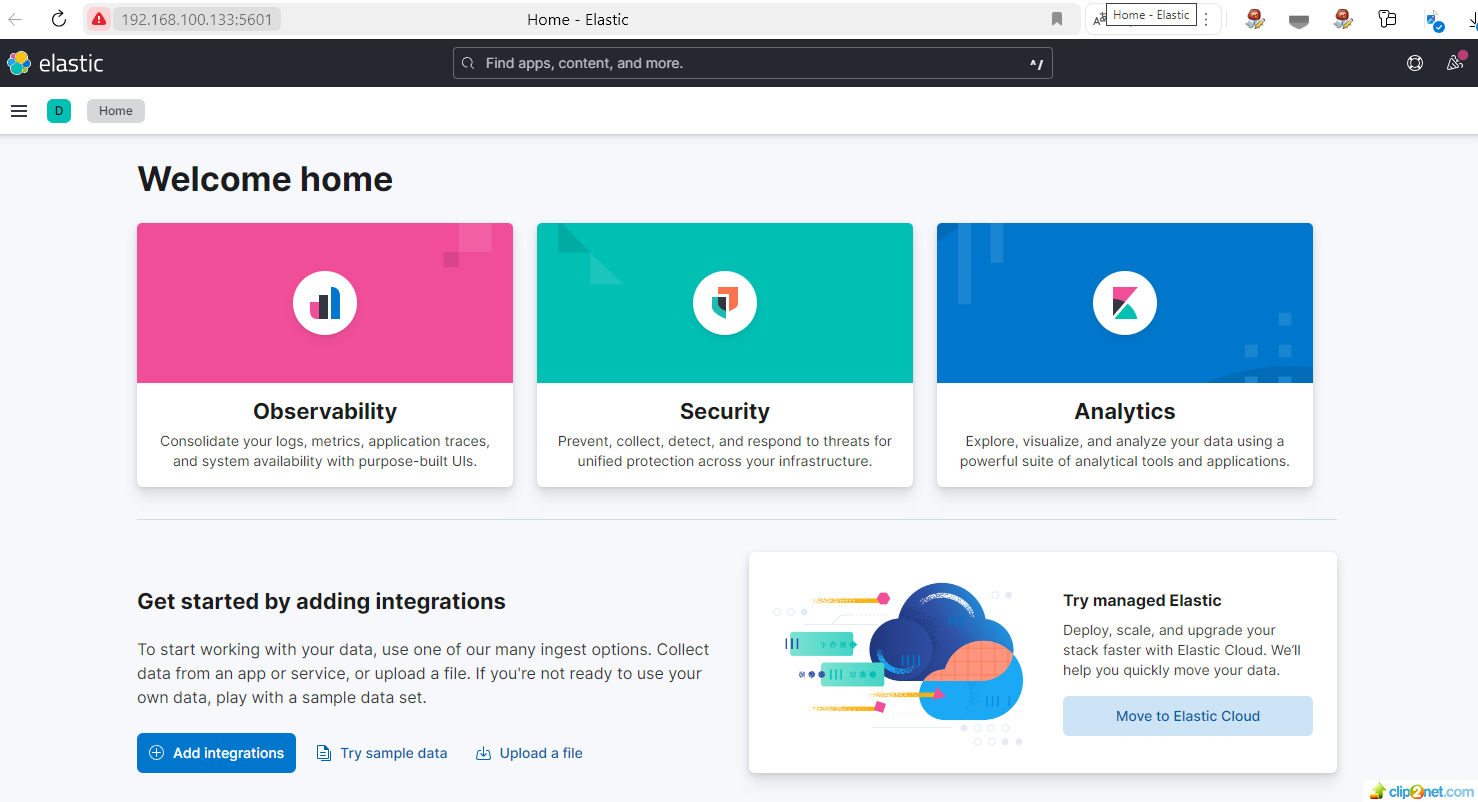 192.168.100.133:5601
Home - Elastic
Home - Elastic
elastic
Find apps, content, and more.
^/
D
Home
Welcome home
Observability
Consolidate your logs, metrics, application traces,
and system availability with purpose-built UIs.
Security
Prevent, collect, detect, and respond to threats for
unified protection across your infrastructure.
Analytics
Explore, visualize, and analyze your data using a
powerful suite of analytical tools and applications.
Get started by adding integrations
To start working with your data, use one of our many ingest options. Collect
data from an app or service, or upload a file. If you're not ready to use your
own data, play with a sample data set.
Add integrations
Try sample data
Upload a file
Try managed Elastic
Deploy, scale, and upgrade your
stack faster with Elastic Cloud. We’ll
help you quickly move your data.
Move to Elastic Cloud
clip2net.com